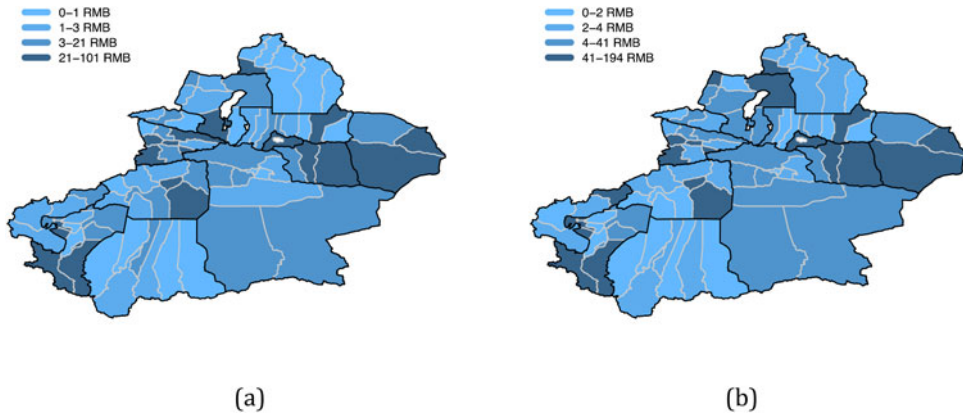 0–1 RMB
1–3 RMB
3–21 RMB
21–101 RMB
0–2 RMB
2–4 RMB
4–41 RMB
41–194 RMB
(a)
(b)